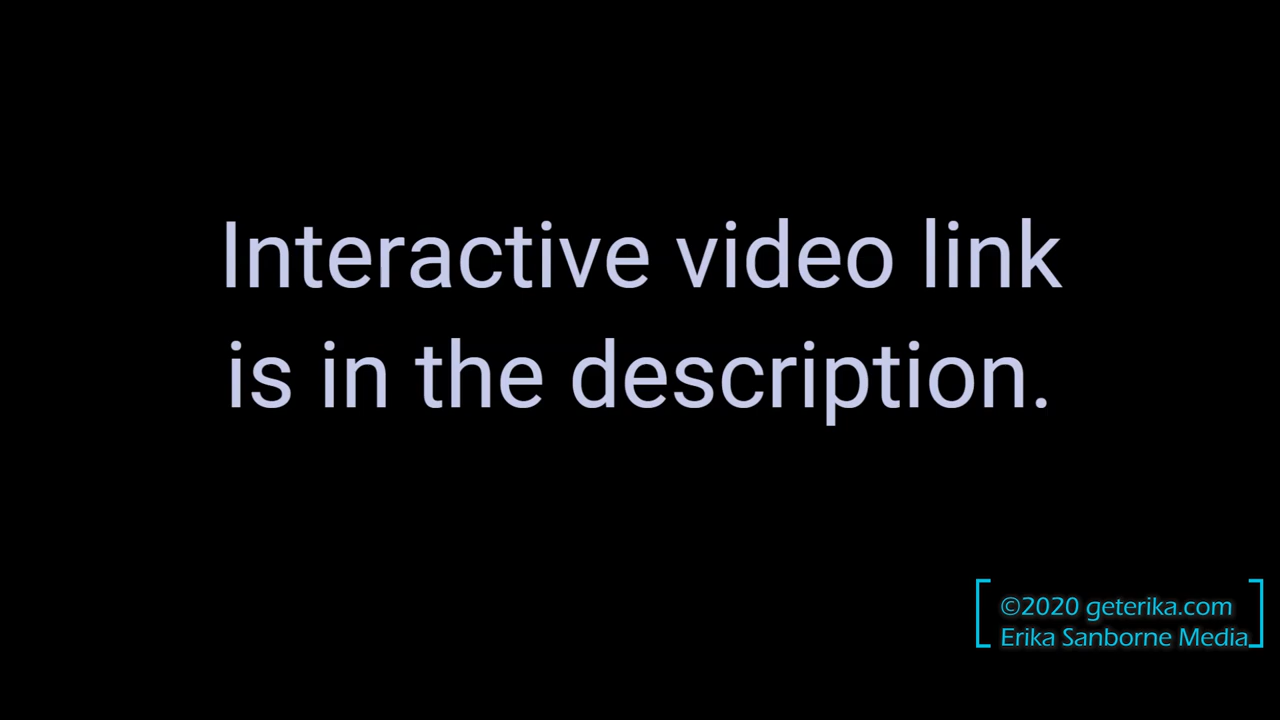 Interactive video link
is in the description.
©2020 geterika.com
Erika Sanborne Media